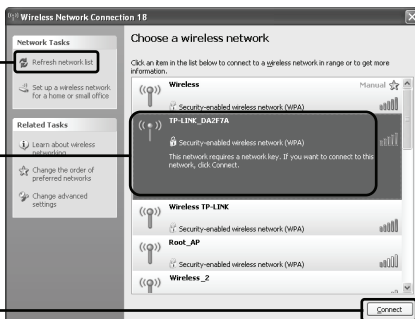 Wireless Network Connection 18
Network Tasks
Refresh network list
Set up a wireless network
for a home or small office
Related Tasks
Learn about wireless
networking
Change the order of
preferred networks
Change advanced
settings
Choose a wireless network
Click an item in the list below to connect to a wireless network in range or to get more
information.
Wireless Manual
Security-enabled wireless network (WPA)
TP-LINK_DA2F7A
Security-enabled wireless network (WPA)
This network requires a network key. If you want to connect to this
network, click Connect.
Wireless TP-LINK
Security-enabled wireless network (WPA)
Root_AP
Security-enabled wireless network (WPA)
Wireless_2
Connect